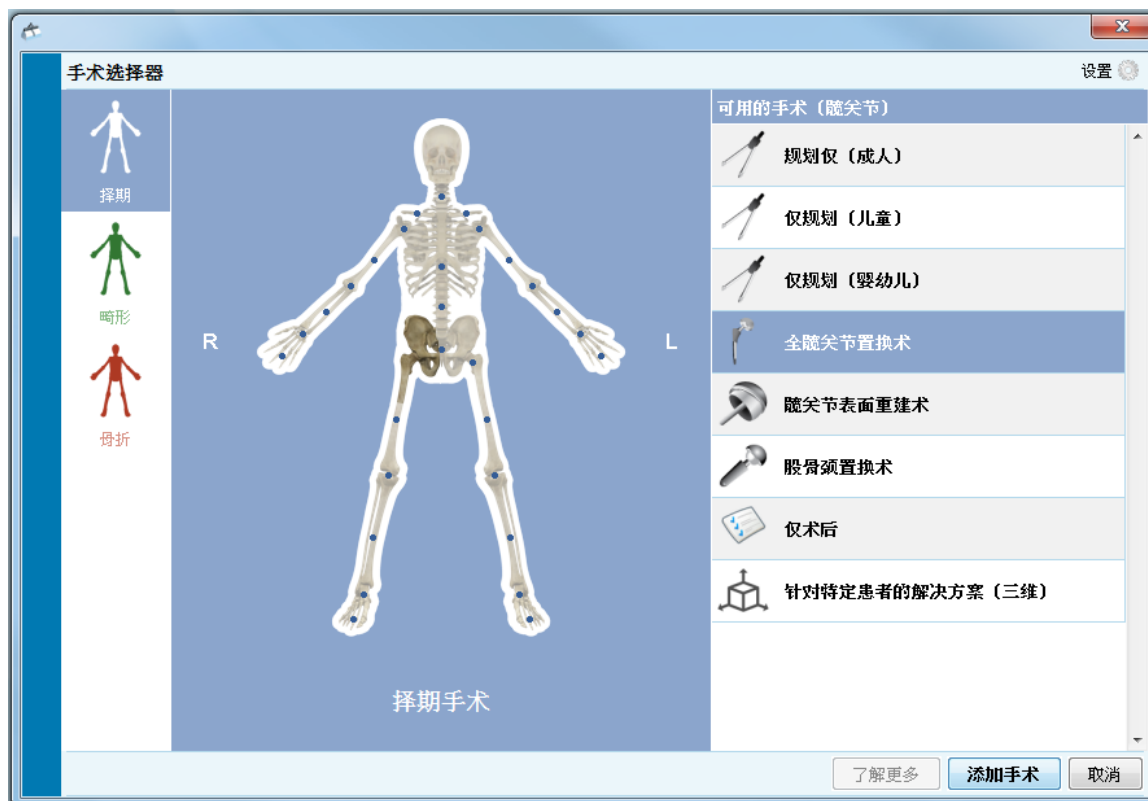 手术选择器
设置
择期
畸形
骨折
R
L
择期手术
可用的手术（髋关节）
规划仅（成人）
仅规划（儿童）
仅规划（婴幼儿）
全髋关节置换术
髋关节表面重建术
股骨颈置换术
仅术后
针对特定患者的解决方案（三维）
了解更多
添加手术
取消